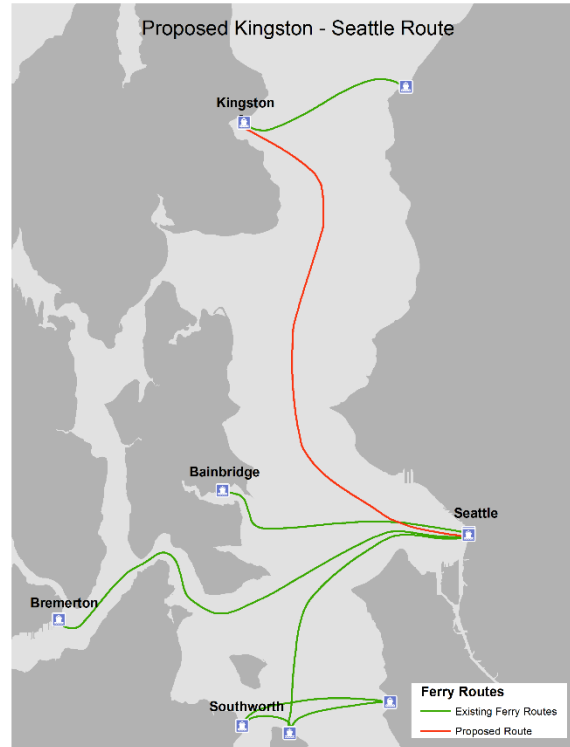 Proposed Kingston - Seattle Route
Kingston
Bainbridge
Seattle
Bremerton
Southworth
Ferry Routes
Existing Ferry Routes
Proposed Route